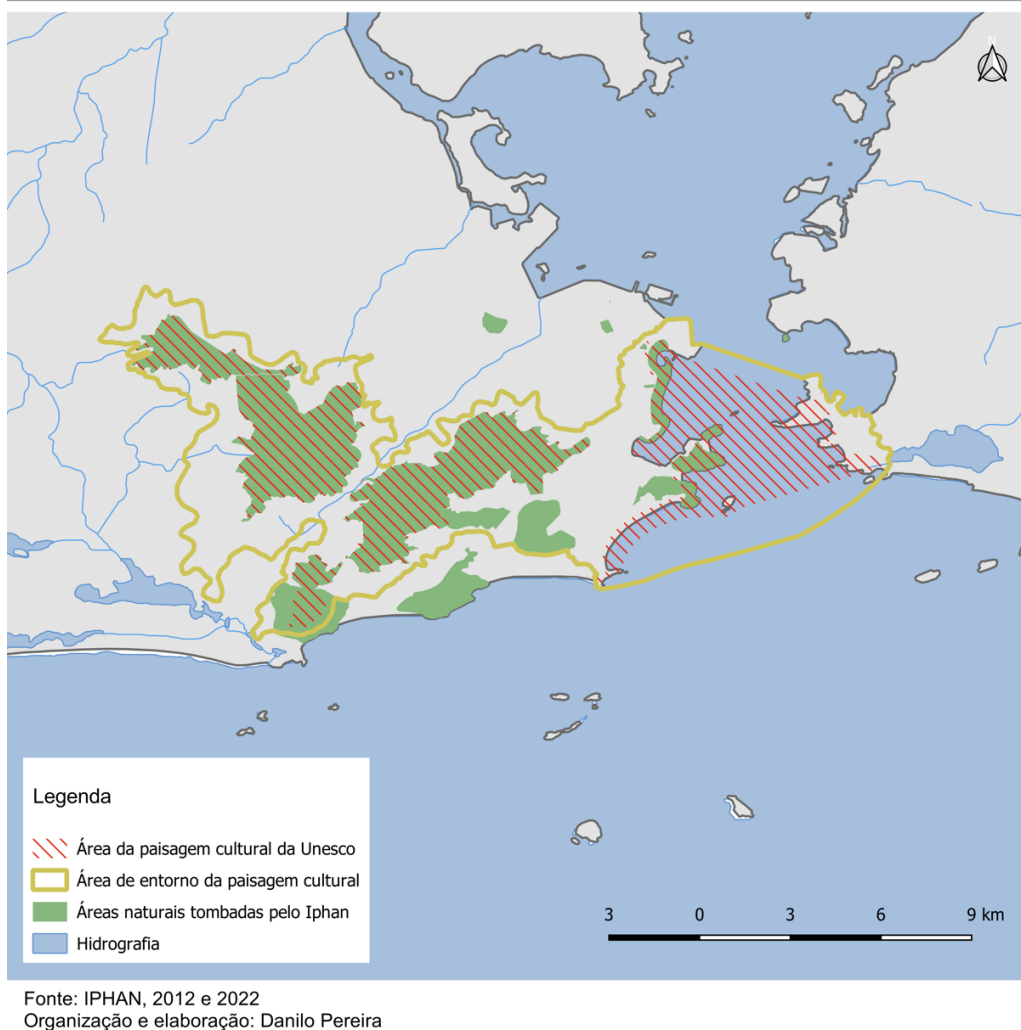 N
Legenda
Área da paisagem cultural da Unesco
Área de entorno da paisagem cultural
Áreas naturais tombadas pelo Iphan
Hidrografia
3 0 3 6 9 km
Fonte: IPHAN, 2012 e 2022
Organização e elaboração: Danilo Pereira